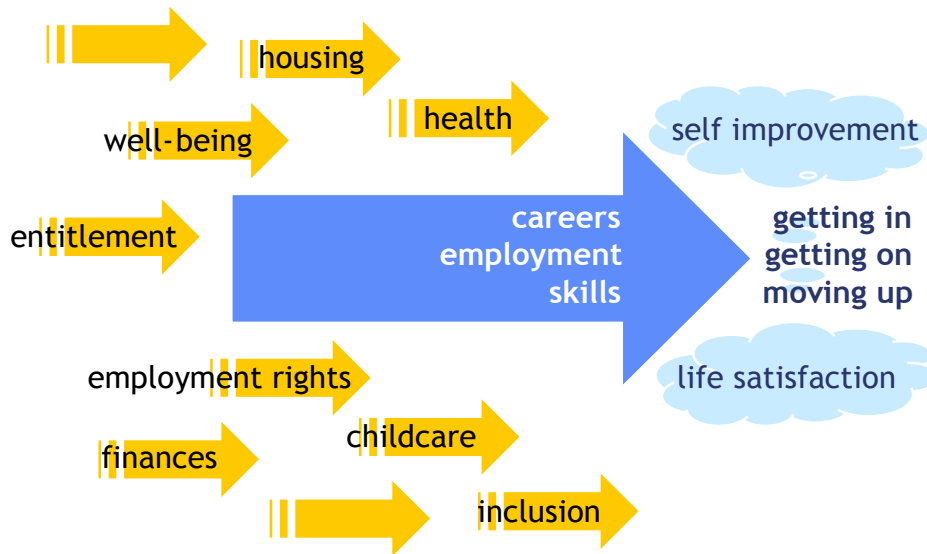 housing
health
well-being
self improvement
entitlement
careers
employment
skills
getting in
getting on
moving up
employment rights
life satisfaction
childcare
finances
inclusion